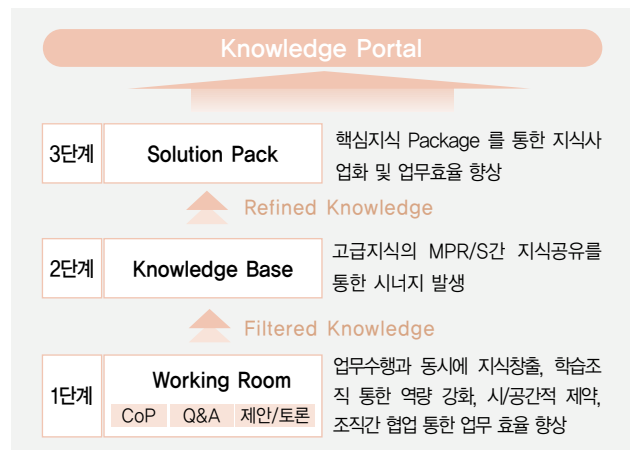 Knowledge Portal
3단계
Solution Pack
핵심지식 Package 를 통한 지식사
업화 및 업무효율 향상
Refined Knowledge
2단계
Knowledge Base
고급지식의 MPR/S간 지식공유를
통한 시너지 발생
Filtered Knowledge
1단계
Working Room
CoP Q&A 제안/토론
업무수행과 동시에 지식창출, 학습조
직 통한 역량 강화, 시/공간적 제약,
조직간 협업 통한 업무 효율 향상